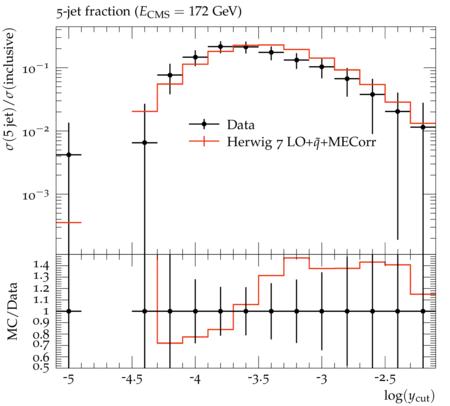 5-jet fraction (E_CMS = 172 GeV)
σ(5 jet)/σ(inclusive)
10⁻¹
10⁻²
10⁻³
Data
Herwig 7 LO+q̃+MECorr
MC/Data
1.4
1.3
1.2
1.1
1
0.9
0.8
0.7
0.6
0.5
-5 -4.5 -4 -3.5 -3 -2.5
log(y_cut)